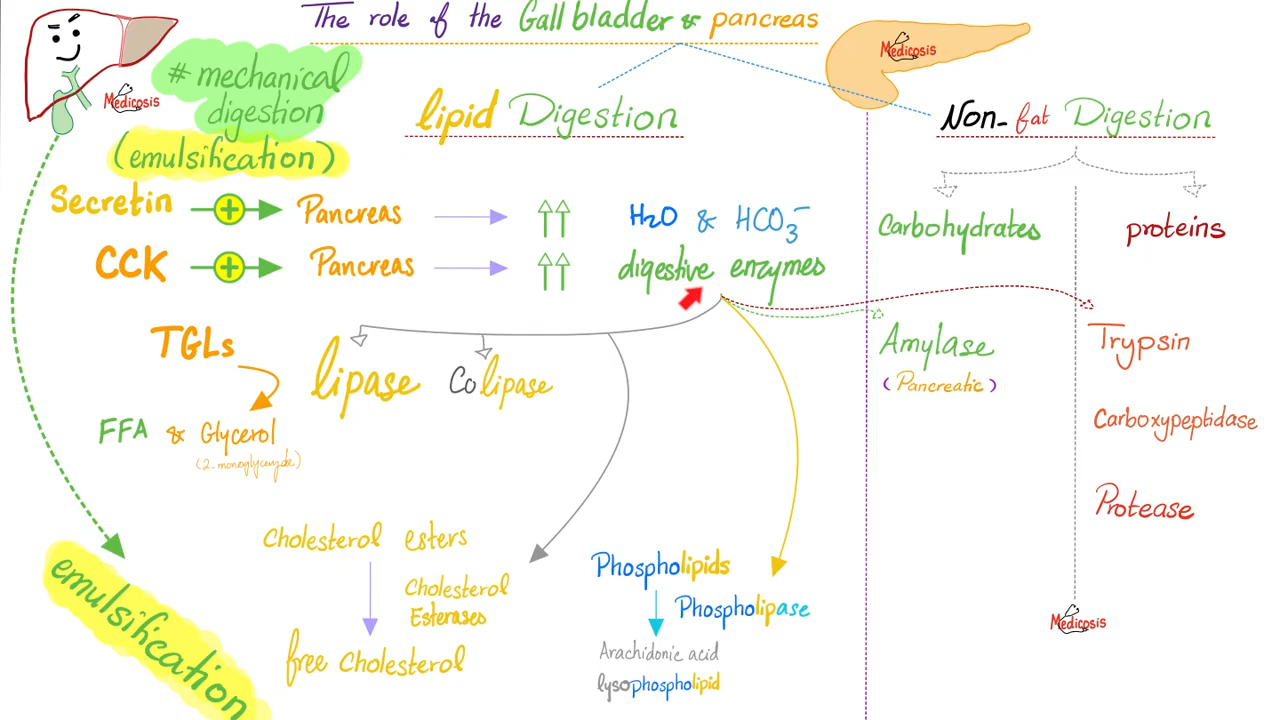 The role of the Gall bladder & pancreas
Medicosis
# mechanical
digestion
(emulsification)
Medicosis
lipid Digestion
Non-fat Digestion
Secretin + Pancreas H2O & HCO3-
CCK + Pancreas digestive enzymes
Carbohydrates
proteins
TGLs
lipase
Colipase
FFA & Glycerol
(2-monoglyceride)
Amylase
(Pancreatic)
Trypsin
Carboxypeptidase
Protease
Cholesterol esters
Cholesterol
Esterases
free Cholesterol
Phospholipids
Phospholipase
Arachidonic acid
lysophospholipid
emulsification
Medicosis